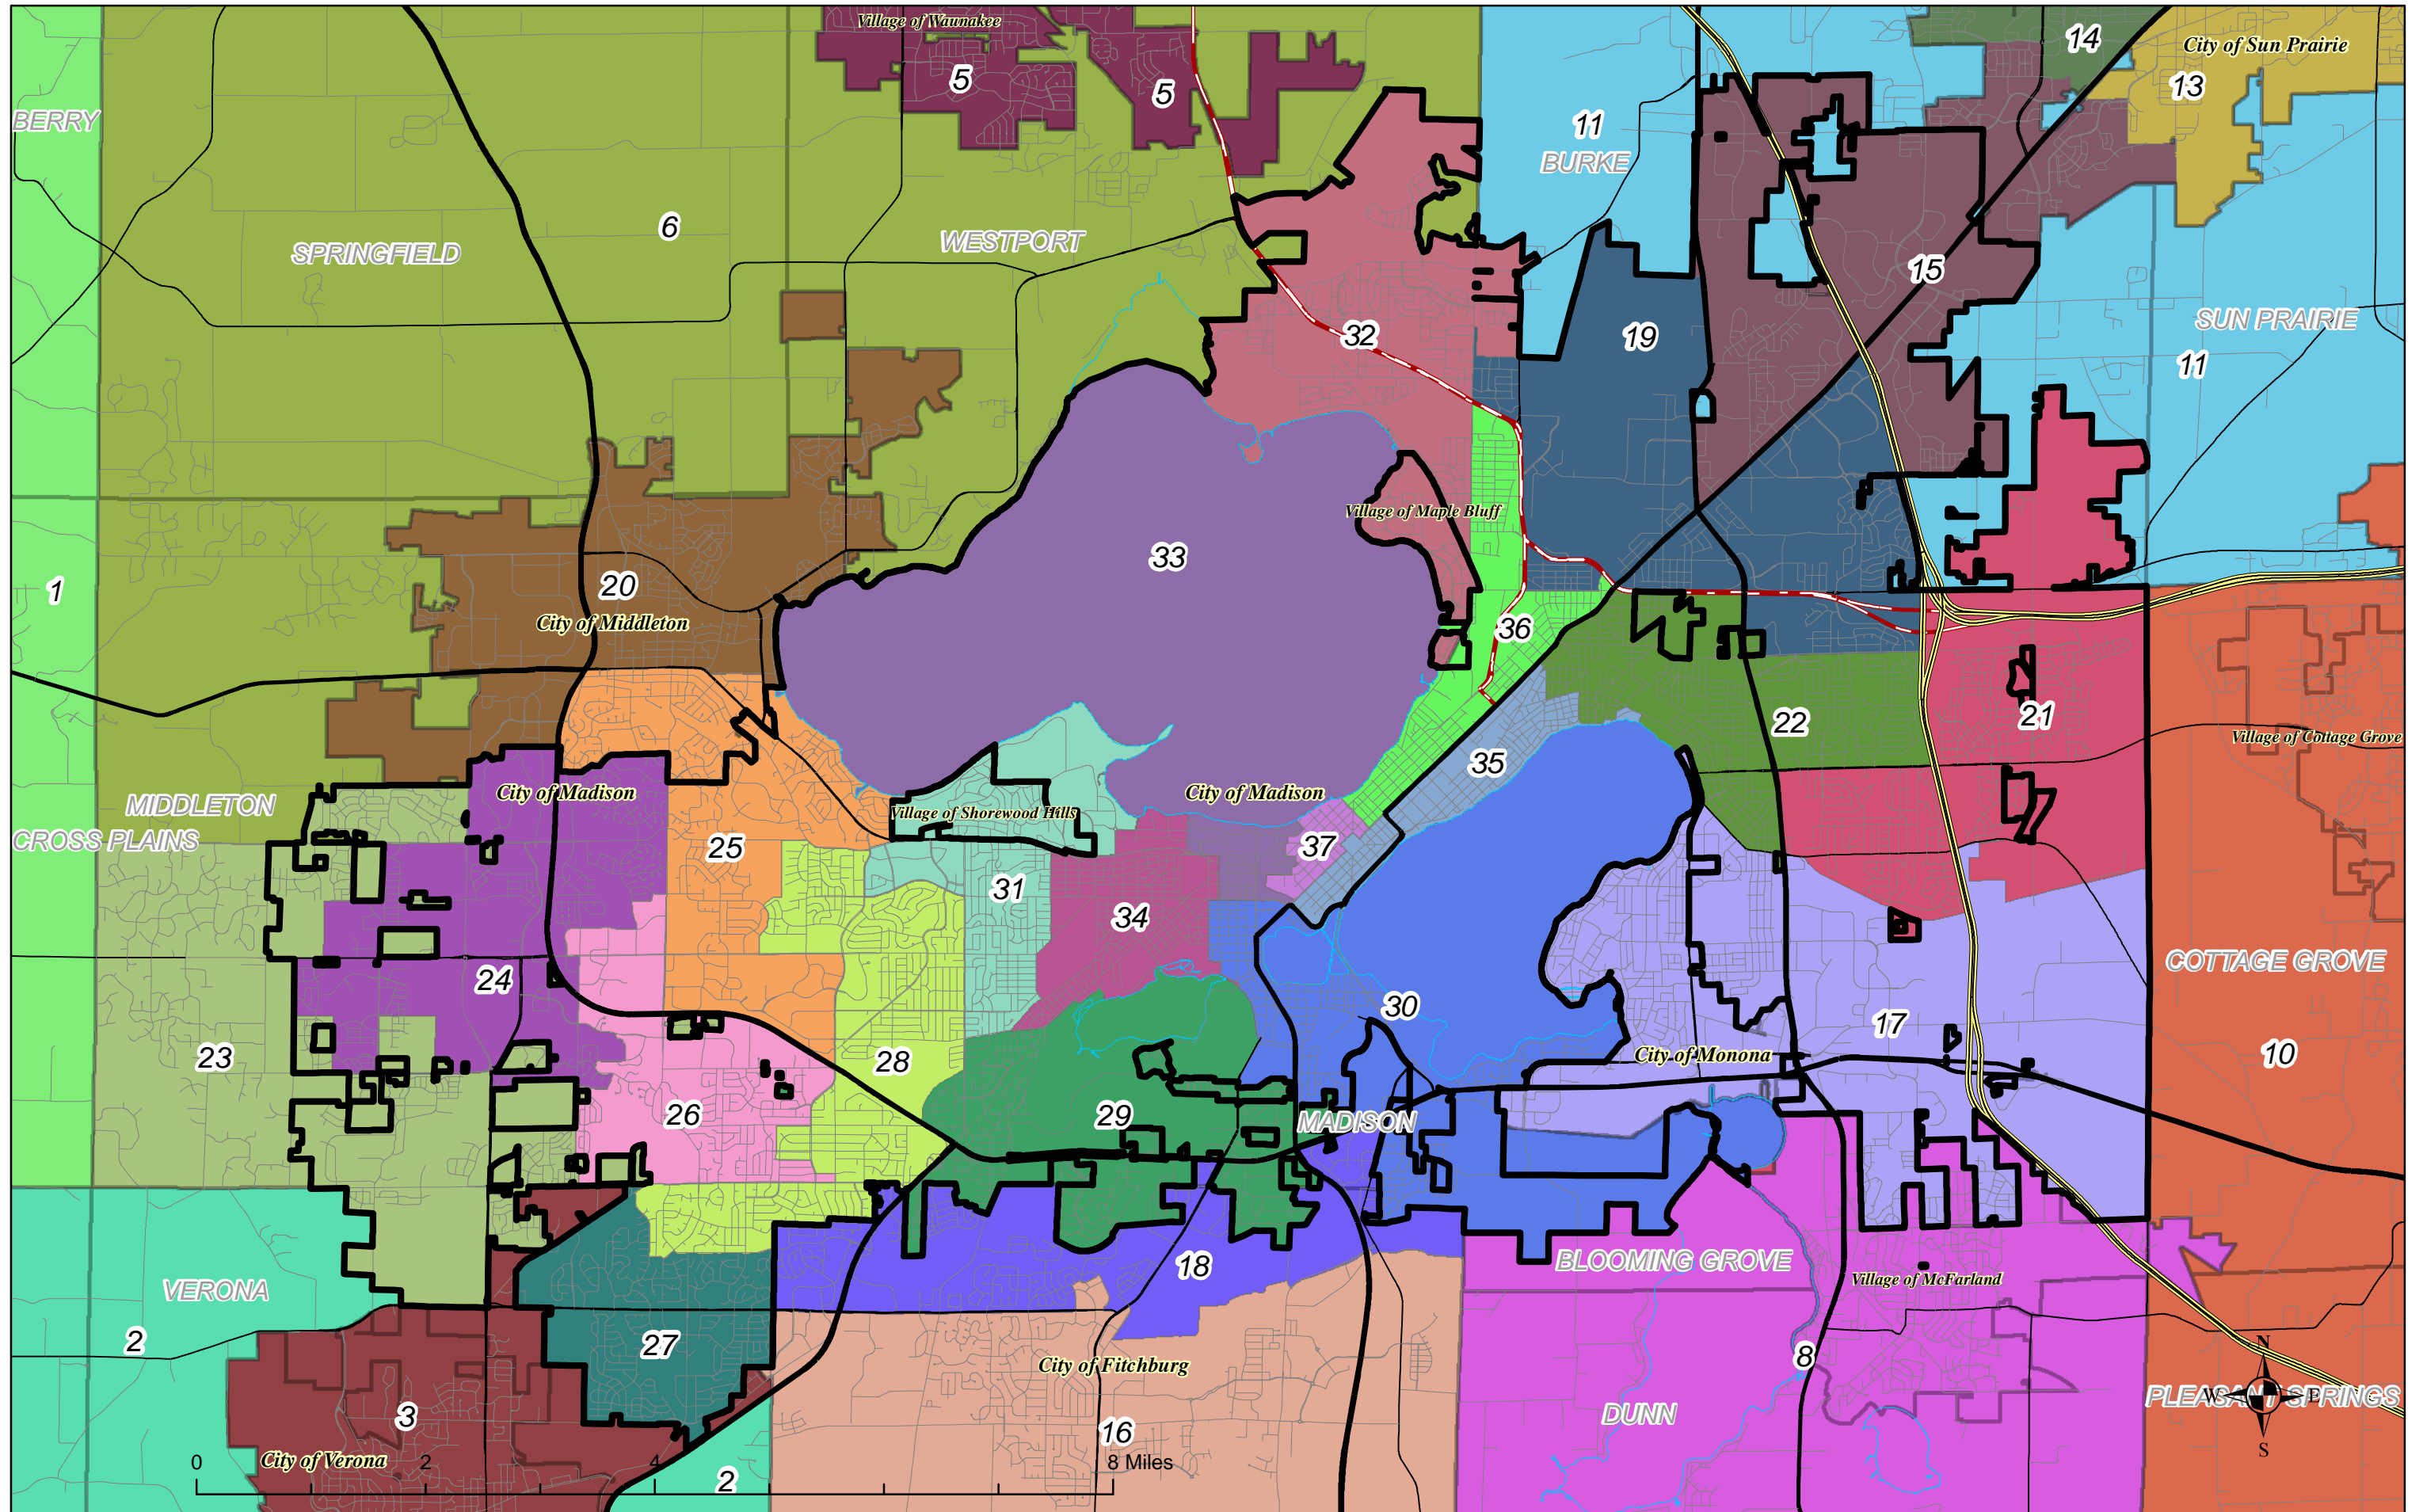 Village of Waunakee
14
City of Sun Prairie
5
5
13
BERRY
11
BURKE
6
SPRINGFIELD
WESTPORT
15
SUN PRAIRIE
32
19
11
Village of Maple Bluff
33
1
20
City of Middleton
36
21
22
Village of Cottage Grove
35
City of Madison
City of Madison
MIDDLETON
Village of Shorewood Hills
CROSS PLAINS
25
37
31
34
COTTAGE GROVE
24
30
17
23
28
City of Monona
10
26
29
MADISON
18
BLOOMING GROVE
Village of McFarland
VERONA
2
27
City of Fitchburg
8
N
W
E
S
PLEASANT SPRINGS
3
DUNN
16
City of Verona
0
2
4
8 Miles
2